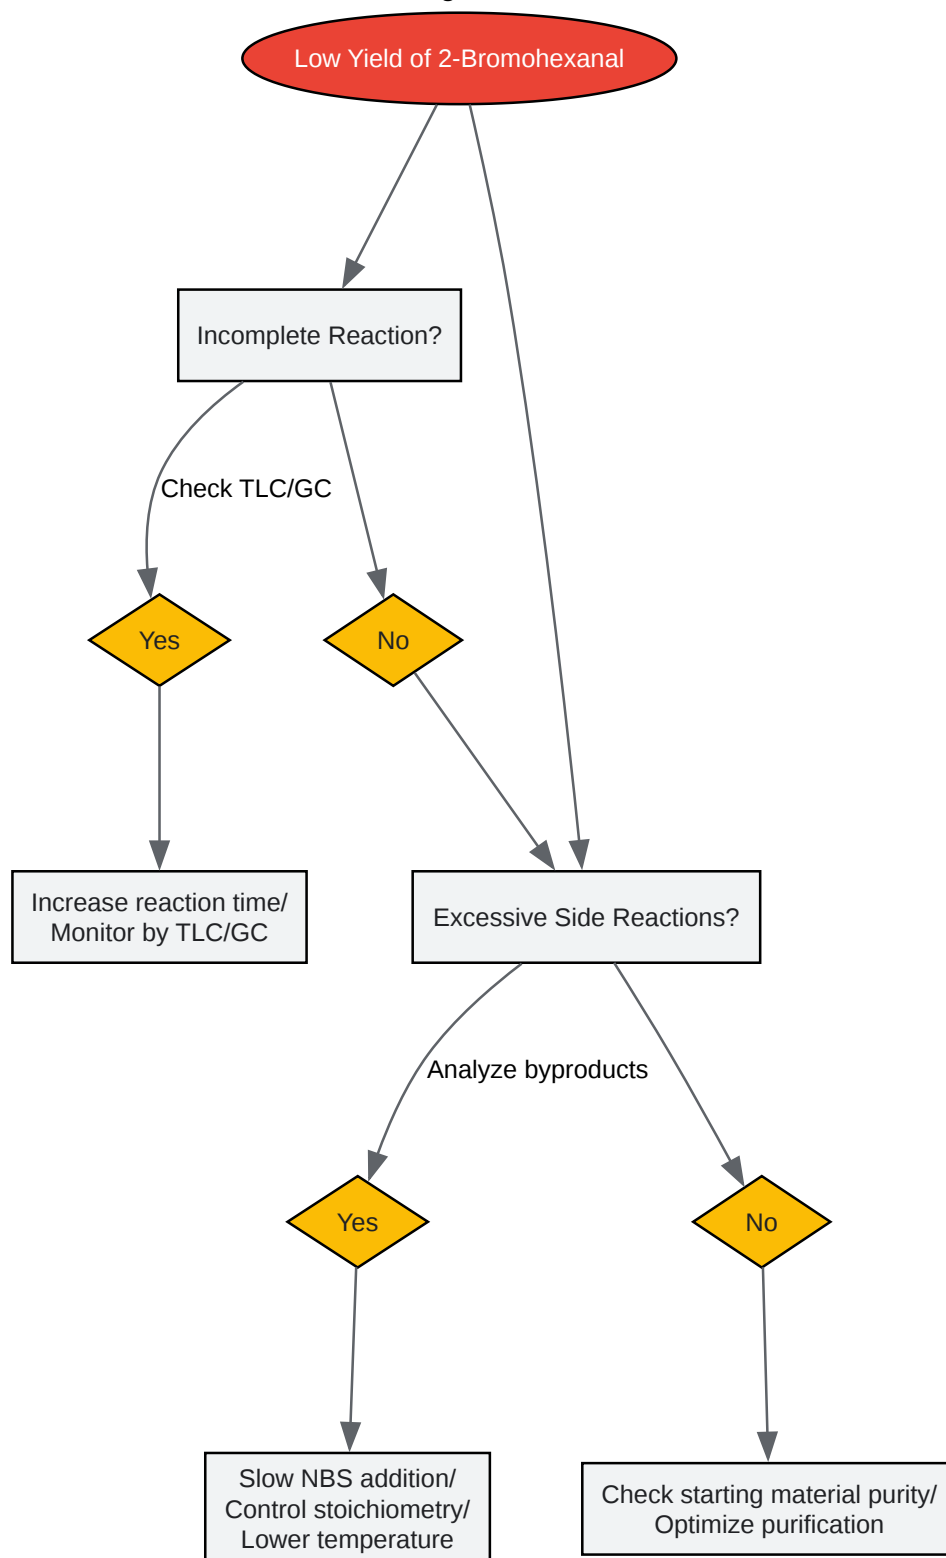 Low Yield of 2-Bromohexanal
Incomplete Reaction?
Check TLC/GC
Yes
No
Increase reaction time/
Monitor by TLC/GC
Excessive Side Reactions?
Analyze byproducts
Yes
No
Slow NBS addition/
Control stoichiometry/
Lower temperature
Check starting material purity/
Optimize purification